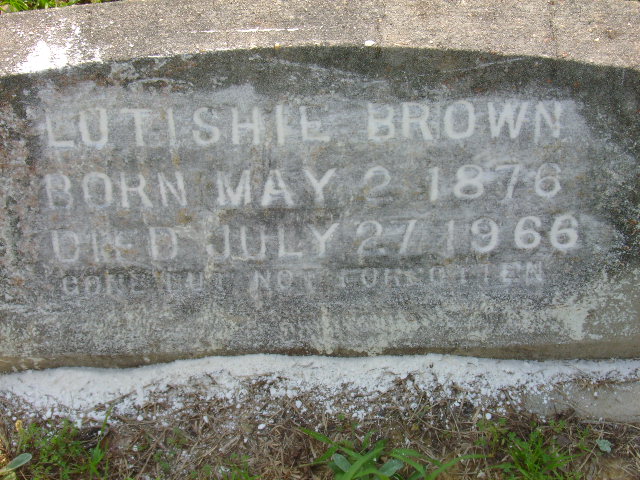 LUTISHIE BROWN
BORN MAY 2 1876
DIED JULY 27 1966
GONE BUT NOT FORGOTTEN